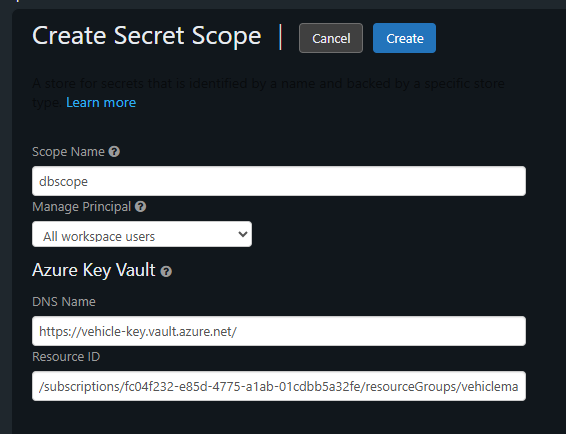 Create Secret Scope | Cancel Create
A store for secrets that is identified by a name and backed by a specific store
type. Learn more
Scope Name
dbscope
Manage Principal
All workspace users
Azure Key Vault
DNS Name
https://vehicle-key.vault.azure.net/
Resource ID
/subscriptions/fc04f232-e85d-4775-a1ab-01cdbb5a32fe/resourceGroups/vehiclema